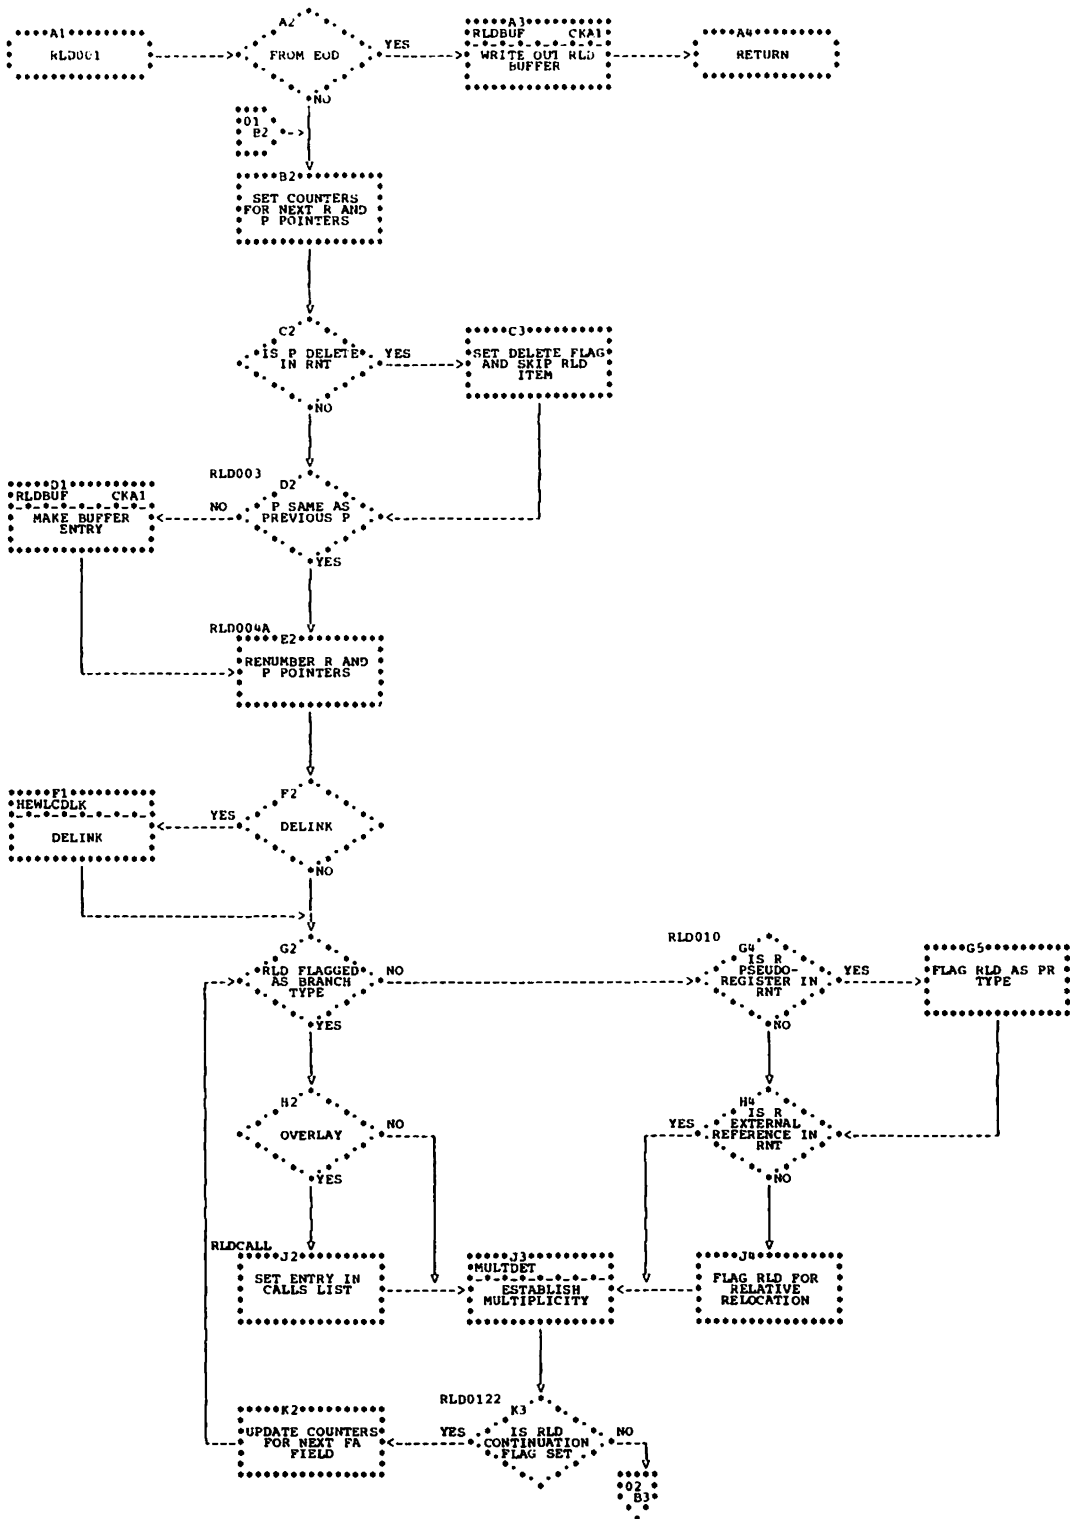 A1
RLD001
A2
FROM EOD
YES
NO
A3
RLDBUF CKA1
WRITE OUT RLD
BUFFER
A4
RETURN
01
B2
B2
SET COUNTERS
FOR NEXT R AND
P POINTERS
C2
IS P DELETE
IN RNT
YES
NO
C3
SET DELETE FLAG
AND SKIP RLD
ITEM
RLD003
D1
RLDBUF CKA1
MAKE BUFFER
ENTRY
NO
D2
P SAME AS
PREVIOUS P
YES
RLD004A
E2
RENUMBER R AND
P POINTERS
F1
HEWLCDLK
DELINK
YES
F2
DELINK
NO
G2
RLD FLAGGED
AS BRANCH
TYPE
NO
YES
RLD010
G4
IS R
PSEUDO-
REGISTER IN
RNT
YES
NO
G5
FLAG RLD AS PR
TYPE
H2
OVERLAY
NO
YES
H4
IS R
EXTERNAL
REFERENCE IN
RNT
YES
NO
RLDCALL
J2
SET ENTRY IN
CALLS LIST
J3
MULTDET
ESTABLISH
MULTIPLICITY
J4
FLAG RLD FOR
RELATIVE
RELOCATION
K2
UPDATE COUNTERS
FOR NEXT FA
FIELD
RLD0122
YES
K3
IS RLD
CONTINUATION
FLAG SET
NO
02
B3